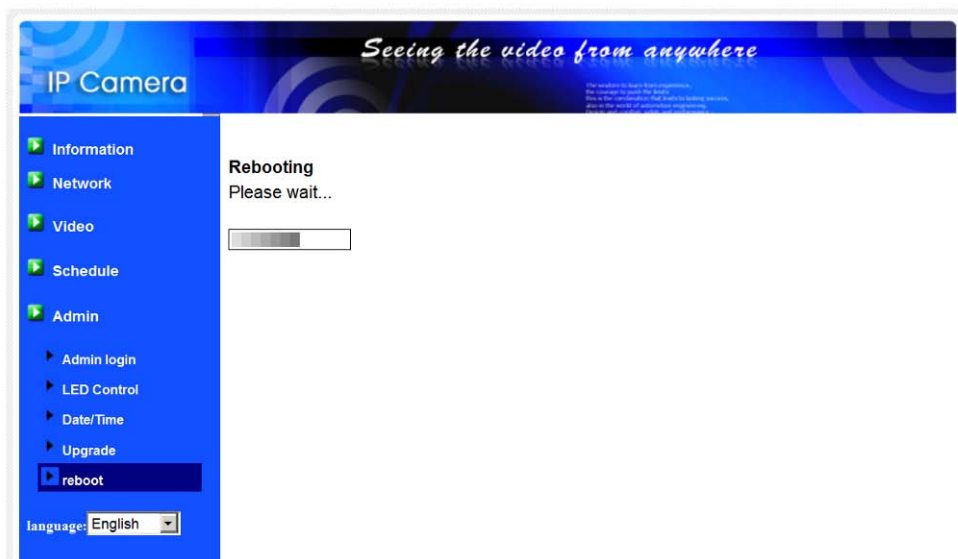 Seeing the video from anywhere
IP Camera
Information
Network
Video
Schedule
Admin
Admin login
LED Control
Date/Time
Upgrade
reboot
language: English
Rebooting
Please wait...